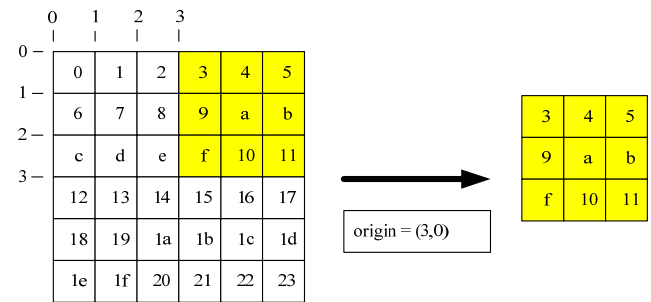 0 1 2 3
0
1
2
3
0 1 2 3 4 5
6 7 8 9 a b
c d e f 10 11
12 13 14 15 16 17
18 19 1a 1b 1c 1d
1e 1f 20 21 22 23
origin = (3,0)
3 4 5
9 a b
f 10 11